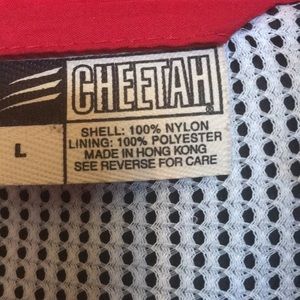 CHEETAH®
L
SHELL: 100% NYLON
LINING: 100% POLYESTER
MADE IN HONG KONG
SEE REVERSE FOR CARE